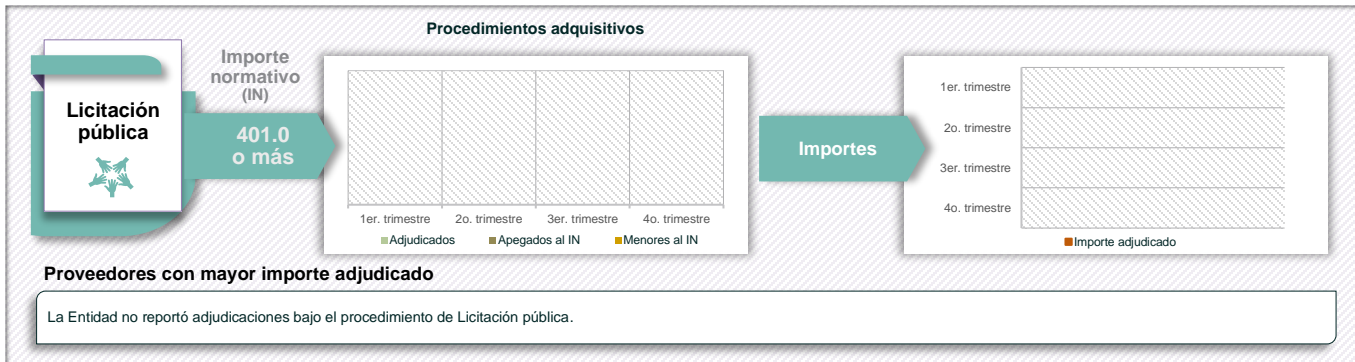 Procedimientos adquisitivos
Licitación
pública
Importe
normativo
(IN)
401.0
o más
1er. trimestre
2o. trimestre
3er. trimestre
4o. trimestre
Adjudicados
Apegados al IN
Menores al IN
Importes
1er. trimestre
2o. trimestre
3er. trimestre
4o. trimestre
Importe adjudicado
Proveedores con mayor importe adjudicado
La Entidad no reportó adjudicaciones bajo el procedimiento de Licitación pública.